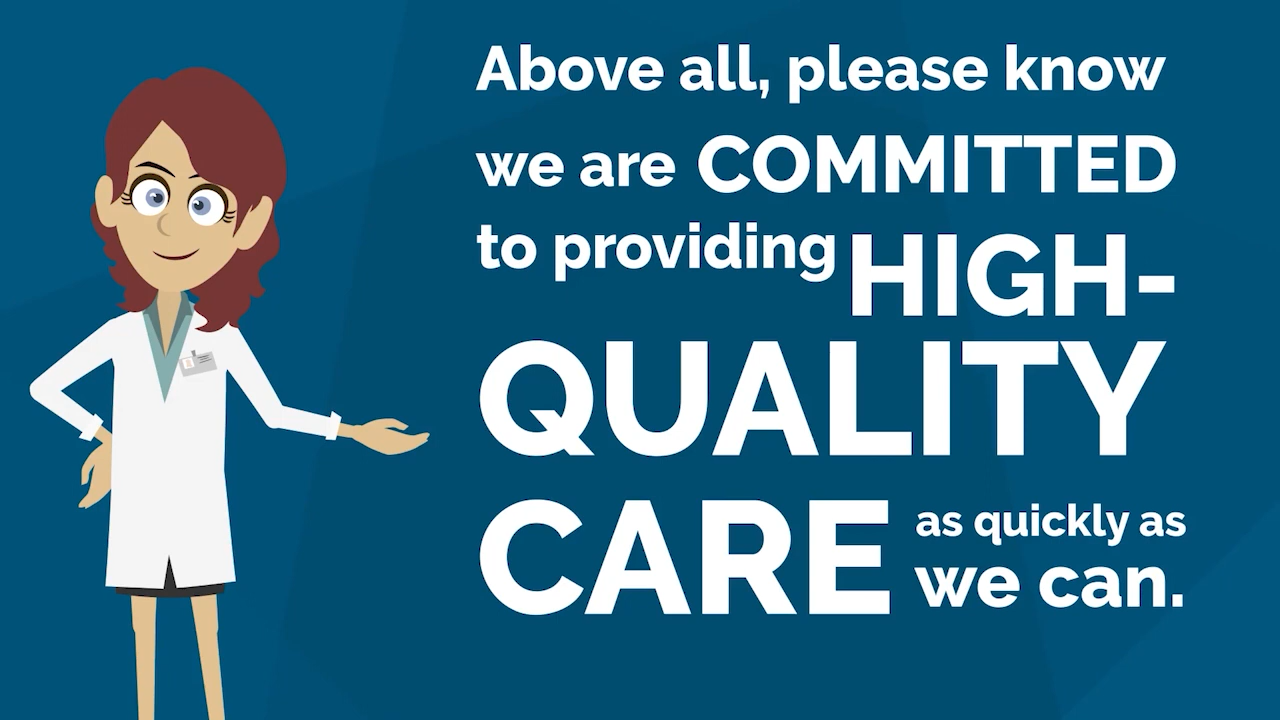 Above all, please know
we are COMMITTED
to providing HIGH-
QUALITY
CARE as quickly as
we can.